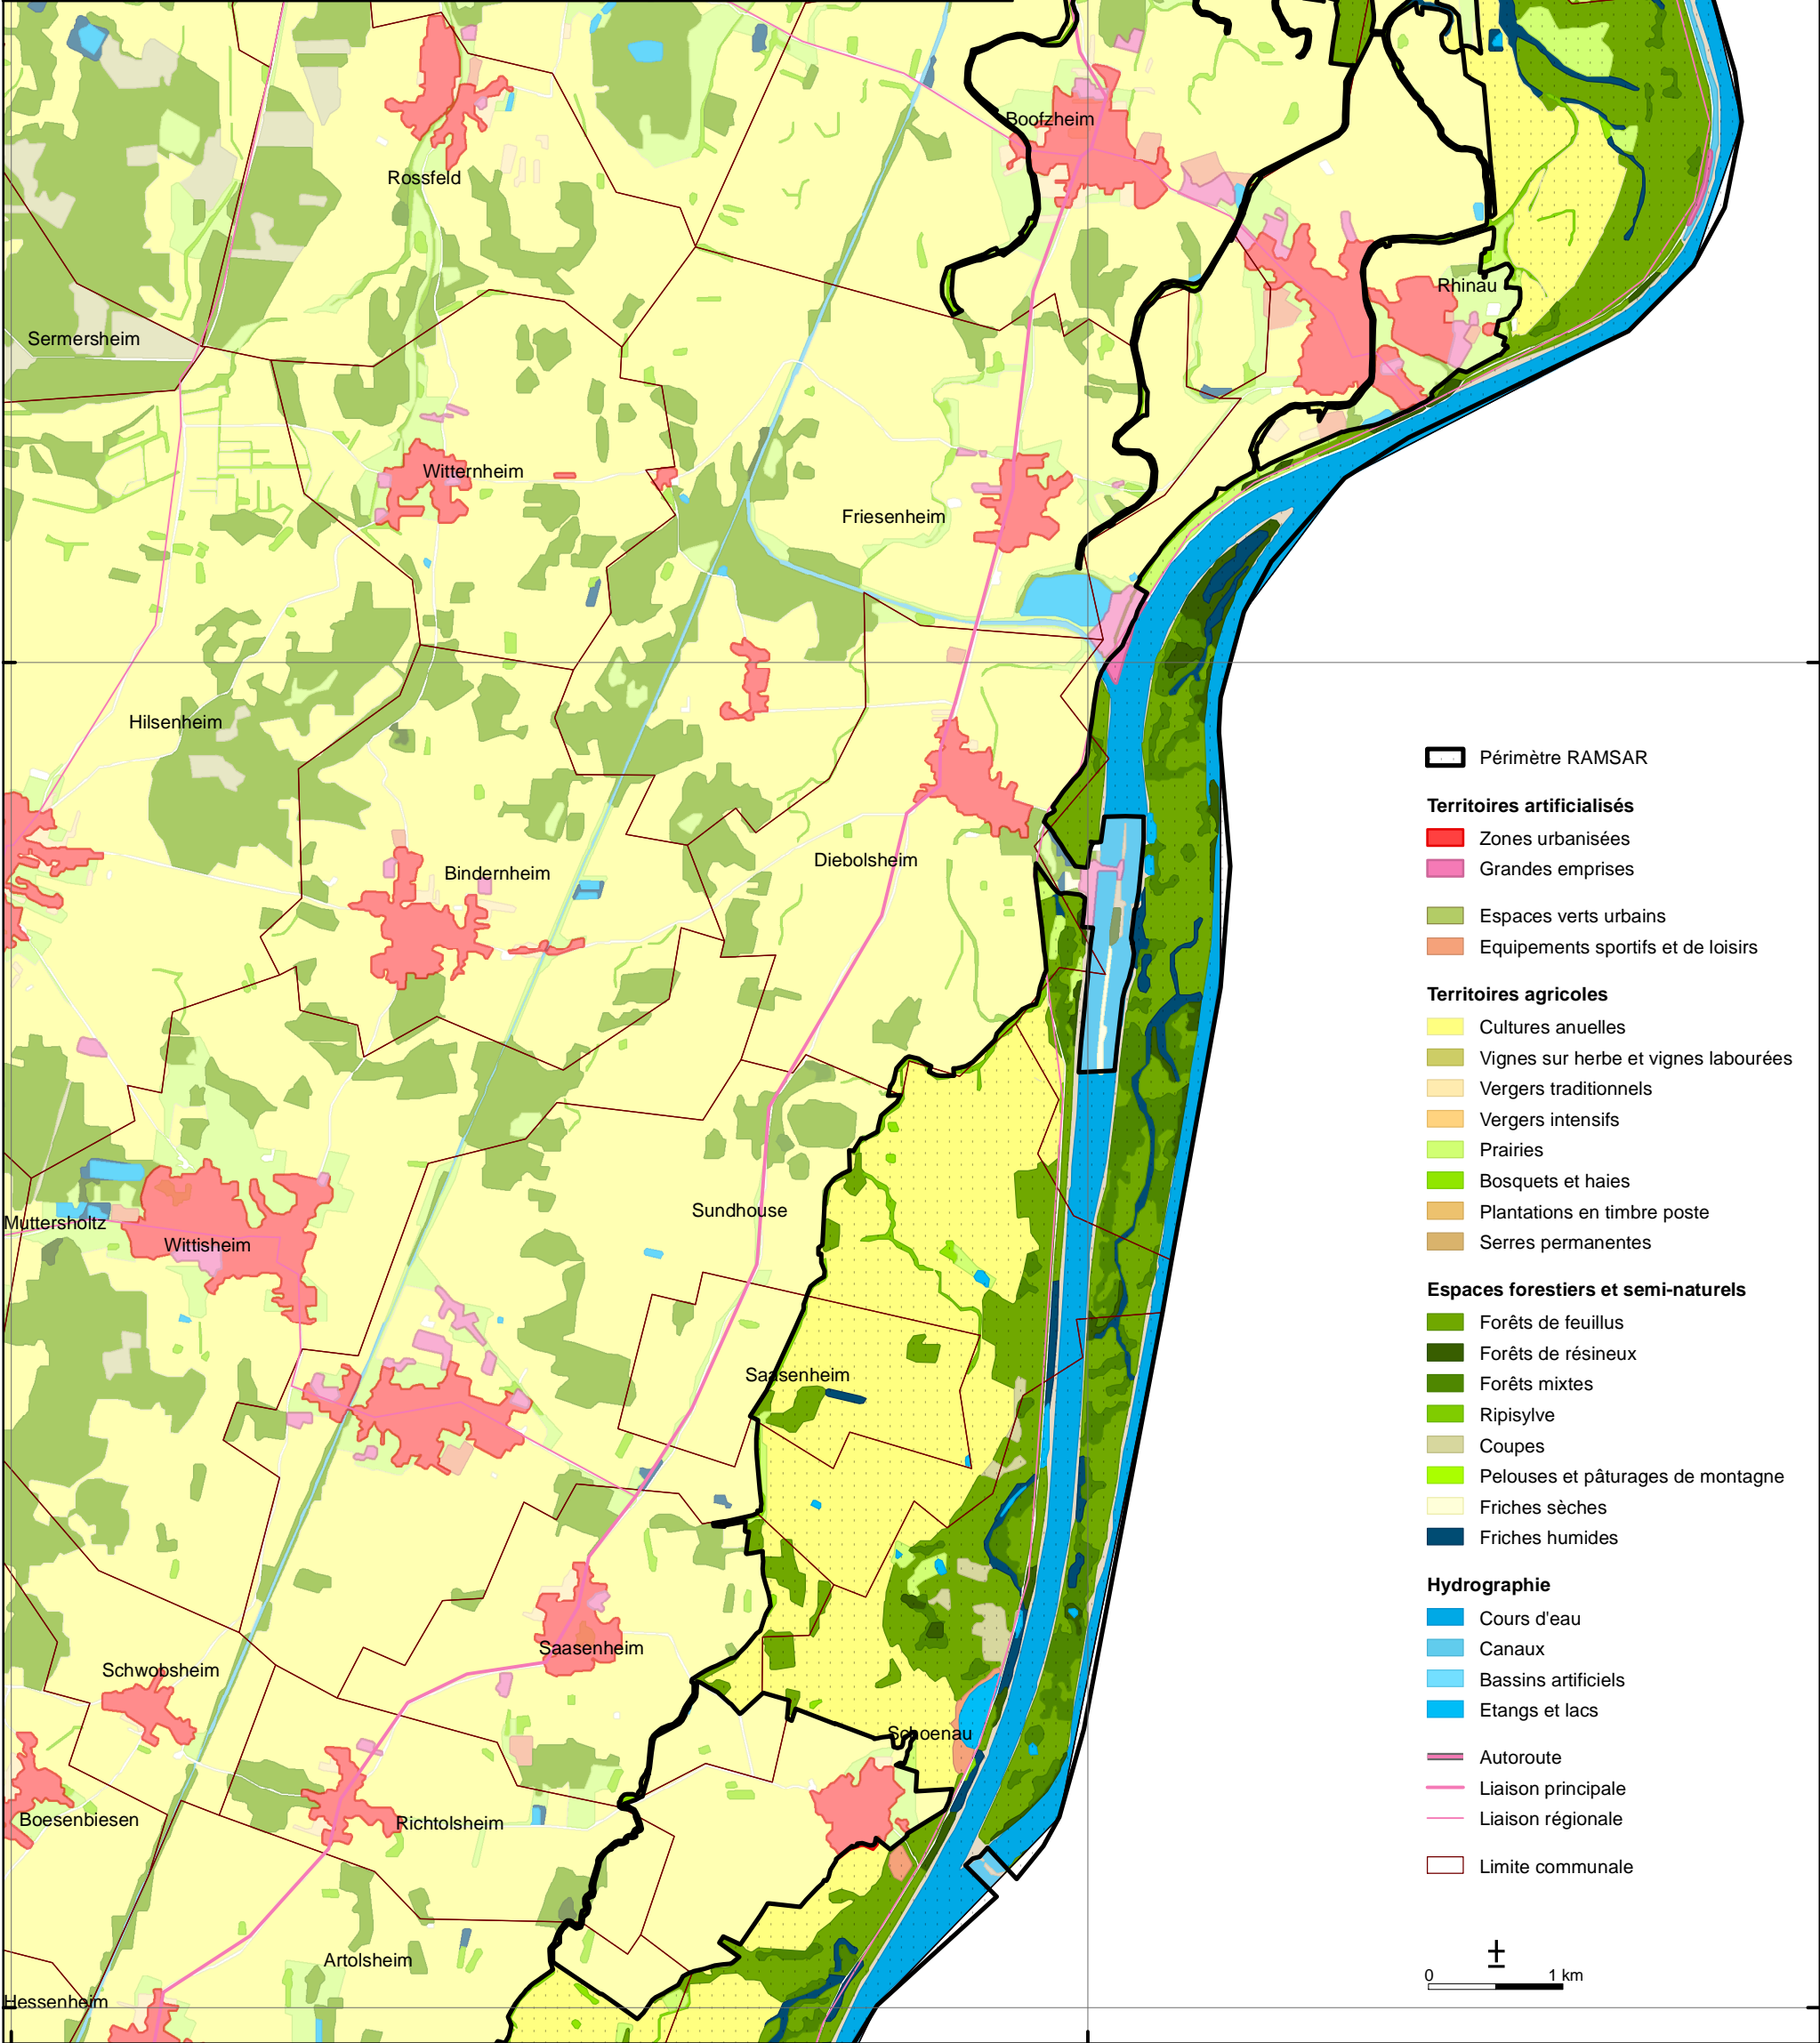 Boofzheim
Rossfeld
Rhinau
Sermersheim
Witternheim
Friesenheim
Hilsenheim
Diebolsheim
Bindernheim
Sundhouse
Muttersholtz
Wittisheim
Saasenheim
Saasenheim
Schwobsheim
Schoenau
Boesenbiesen
Richtolsheim
Artolsheim
Hessenheim
Périmètre RAMSAR
Territoires artificialisés
Zones urbanisées
Grandes emprises
Espaces verts urbains
Equipements sportifs et de loisirs
Territoires agricoles
Cultures anuelles
Vignes sur herbe et vignes labourées
Vergers traditionnels
Vergers intensifs
Prairies
Bosquets et haies
Plantations en timbre poste
Serres permanentes
Espaces forestiers et semi-naturels
Forêts de feuillus
Forêts de résineux
Forêts mixtes
Ripisylve
Coupes
Pelouses et pâturages de montagne
Friches sèches
Friches humides
Hydrographie
Cours d'eau
Canaux
Bassins artificiels
Etangs et lacs
Autoroute
Liaison principale
Liaison régionale
Limite communale
±
0 1 km